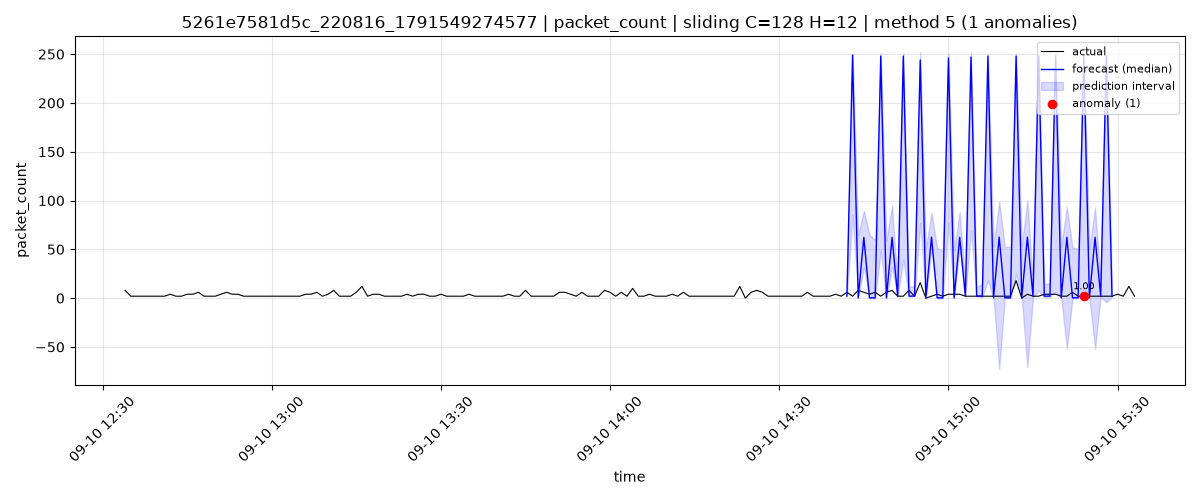 5261e7581d5c_220816_1791549274577 | packet_count | sliding C=128 H=12 | method 5 (1 anomalies)
actual
forecast (median)
prediction interval
anomaly (1)
packet_count
250
200
150
100
50
0
−50
1.00
09-10 12:30
09-10 13:00
09-10 13:30
09-10 14:00
09-10 14:30
09-10 15:00
09-10 15:30
time